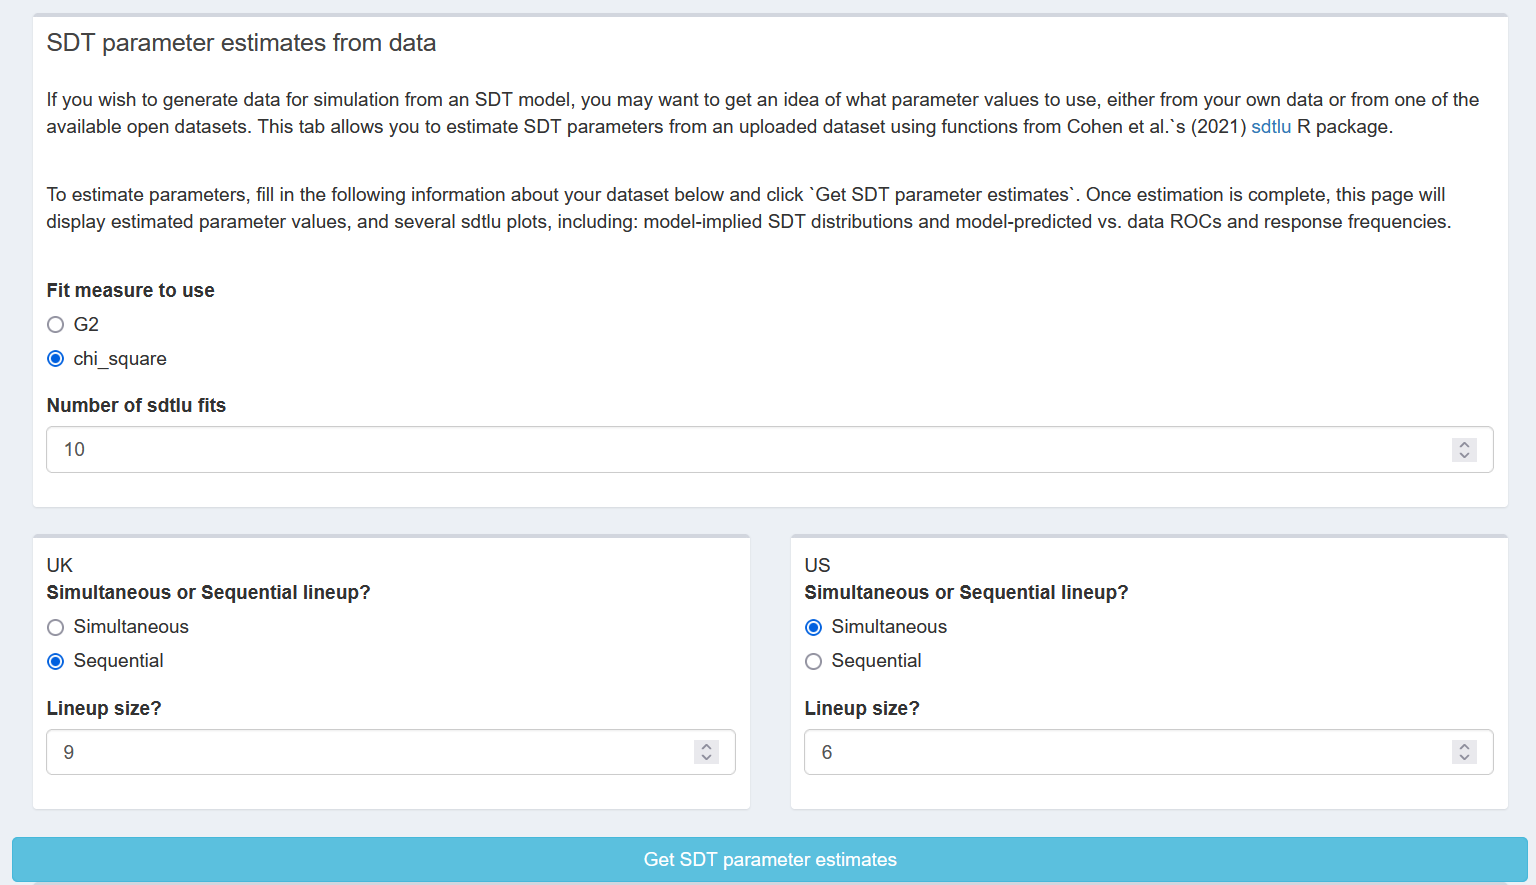 SDT parameter estimates from data
If you wish to generate data for simulation from an SDT model, you may want to get an idea of what parameter values to use, either from your own data or from one of the
available open datasets. This tab allows you to estimate SDT parameters from an uploaded dataset using functions from Cohen et al.`s (2021) sdtlu R package.
To estimate parameters, fill in the following information about your dataset below and click `Get SDT parameter estimates`. Once estimation is complete, this page will
display estimated parameter values, and several sdtlu plots, including: model-implied SDT distributions and model-predicted vs. data ROCs and response frequencies.
Fit measure to use
G2
chi_square
Number of sdtlu fits
10
UK
Simultaneous or Sequential lineup?
Simultaneous
Sequential
Lineup size?
9
US
Simultaneous or Sequential lineup?
Simultaneous
Sequential
Lineup size?
6
Get SDT parameter estimates